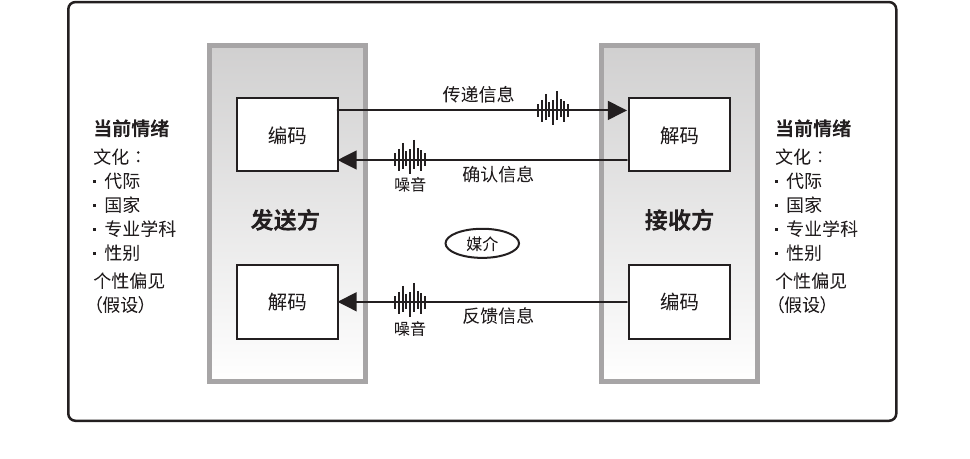 当前情绪
文化：
· 代际
· 国家
· 专业学科
· 性别
个性偏见
（假设）
编码
发送方
解码
传递信息
确认信息
噪音
媒介
噪音
反馈信息
解码
接收方
编码
当前情绪
文化：
· 代际
· 国家
· 专业学科
· 性别
个性偏见
（假设）